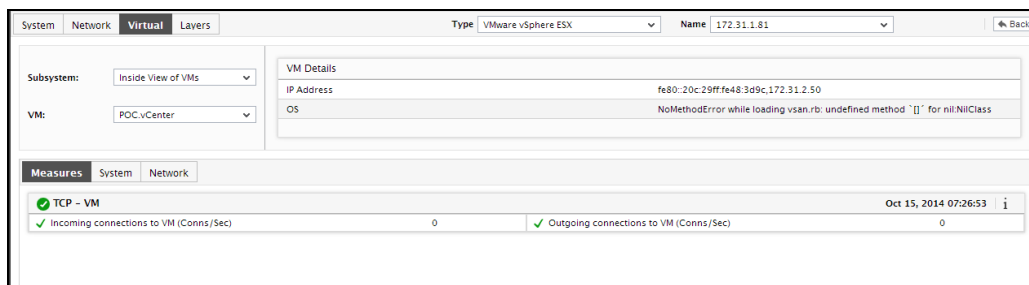 System Network Virtual Layers Type VMware vSphere ESX Name 172.31.1.81 Back
Subsystem: Inside View of VMs
VM: POC.vCenter
VM Details
IP Address fe80::20c:29ff:fe48:3d9c,172.31.2.50
OS NoMethodError while loading vsan.rb: undefined method `[]´ for nil:NilClass
Measures System Network
TCP – VM Oct 15, 2014 07:26:53 i
Incoming connections to VM (Conns/Sec) 0 Outgoing connections to VM (Conns/Sec) 0